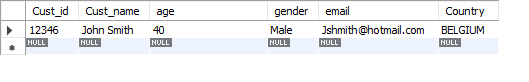 Cust_id Cust_name age gender email Country
12346 John Smith 40 Male Jshmith@hotmail.com BELGIUM
NULL NULL NULL NULL NULL NULL